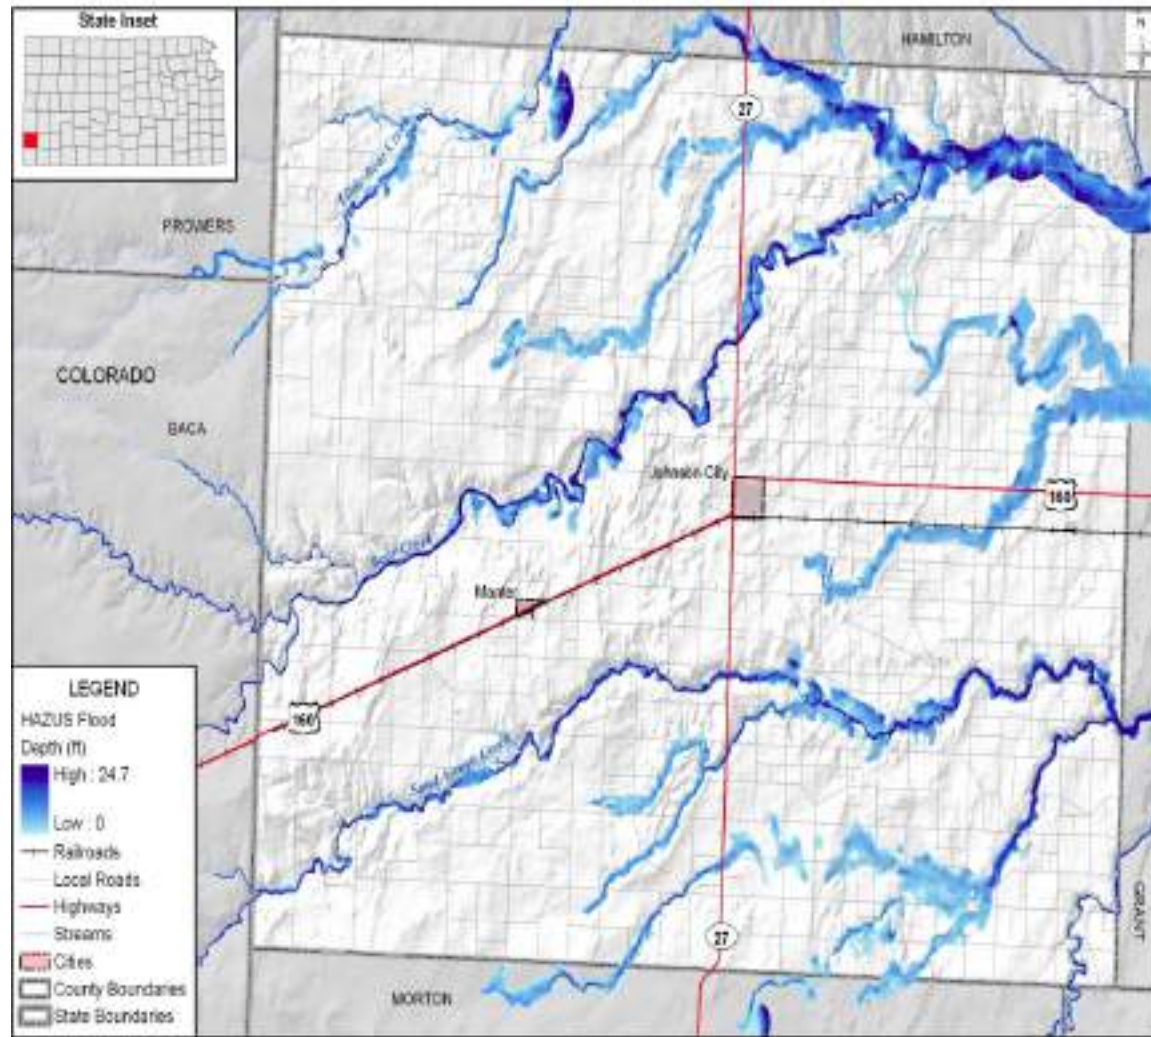 State Inset
N
HAMILTON
27
PROWERS
COLORADO
BACA
Johnson City
160
Manter
160
Sand Arroyo Creek
27
MORTON
GRANT
LEGEND
HAZUS Flood
Depth (ft)
High : 24.7
Low : 0
Railroads
Local Roads
Highways
Streams
Cities
County Boundaries
State Boundaries